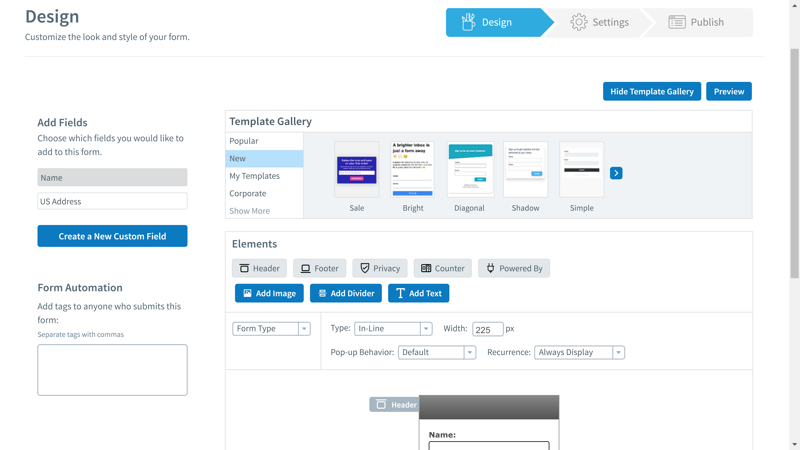 Design
Customize the look and style of your form.
Design
Settings
Publish
Hide Template Gallery
Preview
Add Fields
Choose which fields you would like to
add to this form.
Name
US Address
Create a New Custom Field
Form Automation
Add tags to anyone who submits this
form:
Separate tags with commas
Template Gallery
Popular
New
My Templates
Corporate
Show More
A brighter inbox is
just a form away
Sale
Bright
Diagonal
Shadow
Simple
Elements
Header
Footer
Privacy
Counter
Powered By
Add Image
Add Divider
Add Text
Form Type
Type: In-Line
Width: 225 px
Pop-up Behavior: Default
Recurrence: Always Display
Header
Name: